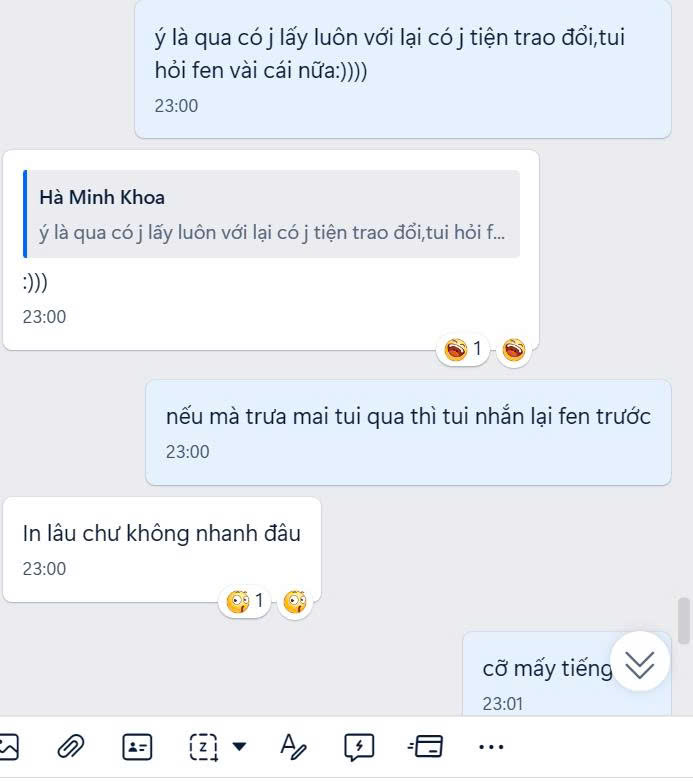 ý là qua có j lấy luôn với lại có j tiện trao đổi,tui
hỏi fen vài cái nữa:))))
23:00
Hà Minh Khoa
ý là qua có j lấy luôn với lại có j tiện trao đổi,tui hỏi f...
:)))
23:00
1
nếu mà trưa mai tui qua thì tui nhắn lại fen trước
23:00
In lâu chư không nhanh đâu
23:00
1
cỡ mấy tiếng
23:01
Z
A